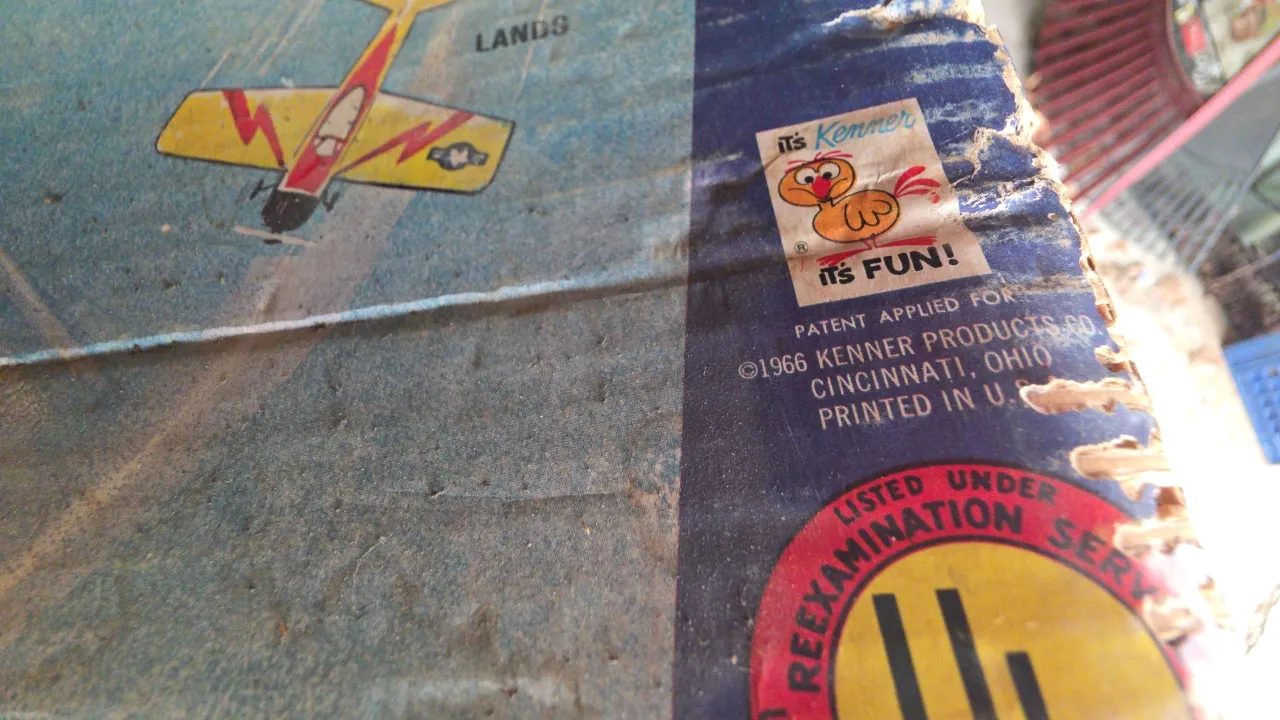 LANDS
IT'S Kenner
®
IT'S FUN!
PATENT APPLIED FOR
©1966 KENNER PRODUCTS CO.
CINCINNATI, OHIO
PRINTED IN U.S
LISTED UNDER
REEXAMINATION SERV